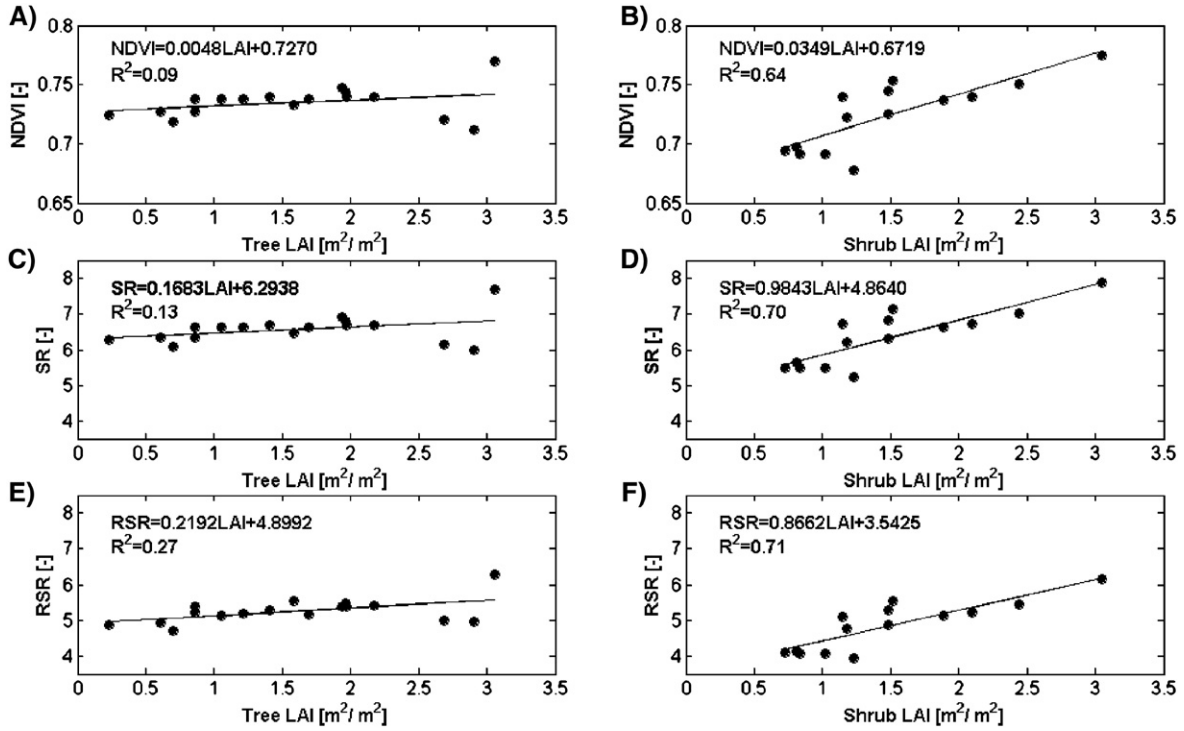 A)
NDVI=0.0048LAI+0.7270
R²=0.09
NDVI [-]
0.8
0.75
0.7
0.65
0 0.5 1 1.5 2 2.5 3 3.5
Tree LAI [m²/ m²]
B)
NDVI=0.0349LAI+0.6719
R²=0.64
NDVI [-]
0.8
0.75
0.7
0.65
0 0.5 1 1.5 2 2.5 3 3.5
Shrub LAI [m²/ m²]
C)
SR=0.1683LAI+6.2938
R²=0.13
SR [-]
8
7
6
5
4
0 0.5 1 1.5 2 2.5 3 3.5
Tree LAI [m²/ m²]
D)
SR=0.9843LAI+4.8640
R²=0.70
SR [-]
8
7
6
5
4
0 0.5 1 1.5 2 2.5 3 3.5
Shrub LAI [m²/ m²]
E)
RSR=0.2192LAI+4.8992
R²=0.27
RSR [-]
8
7
6
5
4
0 0.5 1 1.5 2 2.5 3 3.5
Tree LAI [m²/ m²]
F)
RSR=0.8662LAI+3.5425
R²=0.71
RSR [-]
8
7
6
5
4
0 0.5 1 1.5 2 2.5 3 3.5
Shrub LAI [m²/ m²]